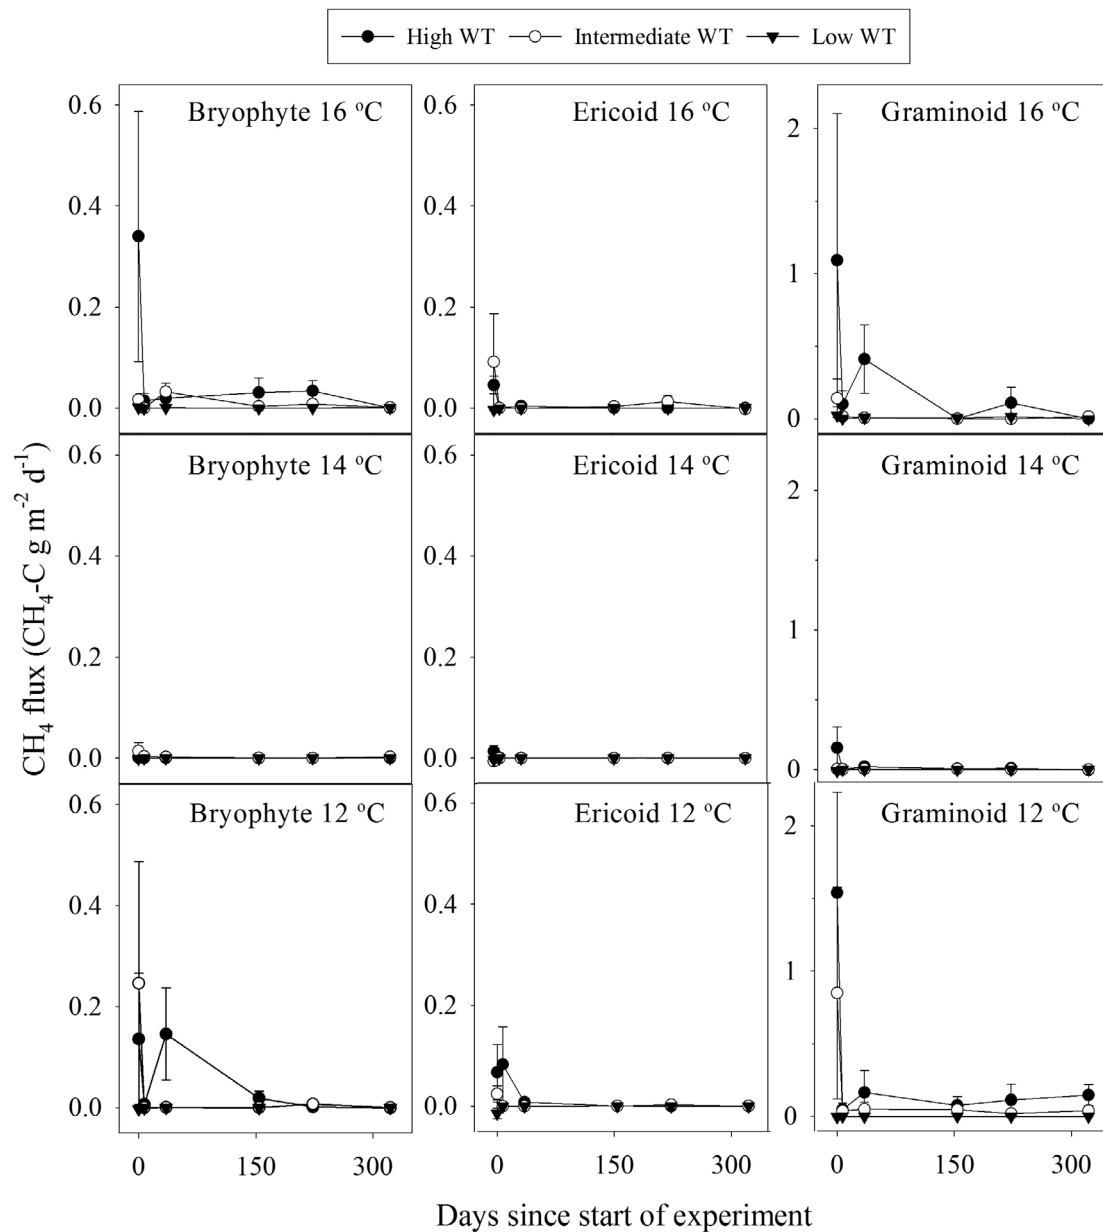 High WT Intermediate WT Low WT
Bryophyte 16 °C
Ericoid 16 °C
Graminoid 16 °C
0.6
0.4
0.2
0.0
0.6
0.4
0.2
0.0
2
1
0
Bryophyte 14 °C
Ericoid 14 °C
Graminoid 14 °C
0.6
0.4
0.2
0.0
0.6
0.4
0.2
0.0
2
1
0
Bryophyte 12 °C
Ericoid 12 °C
Graminoid 12 °C
0.6
0.4
0.2
0.0
0.6
0.4
0.2
0.0
2
1
0
0 150 300
0 150 300
0 150 300
CH₄ flux (CH₄-C g m⁻² d⁻¹)
Days since start of experiment